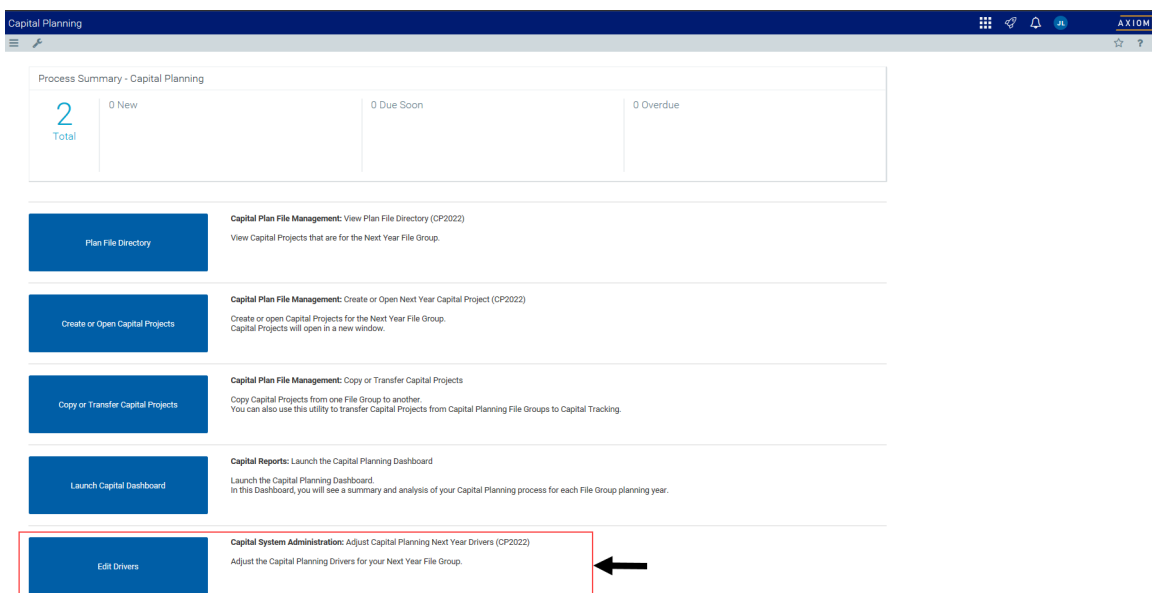 Capital Planning
JL
AXIOM
?
Process Summary - Capital Planning
2
Total
0 New
0 Due Soon
0 Overdue
Plan File Directory
Capital Plan File Management: View Plan File Directory (CP2022)
View Capital Projects that are for the Next Year File Group.
Create or Open Capital Projects
Capital Plan File Management: Create or Open Next Year Capital Project (CP2022)
Create or open Capital Projects for the Next Year File Group.
Capital Projects will open in a new window.
Copy or Transfer Capital Projects
Capital Plan File Management: Copy or Transfer Capital Projects
Copy Capital Projects from one File Group to another.
You can also use this utility to transfer Capital Projects from Capital Planning File Groups to Capital Tracking.
Launch Capital Dashboard
Capital Reports: Launch the Capital Planning Dashboard
Launch the Capital Planning Dashboard.
In this Dashboard, you will see a summary and analysis of your Capital Planning process for each File Group planning year.
Edit Drivers
Capital System Administration: Adjust Capital Planning Next Year Drivers (CP2022)
Adjust the Capital Planning Drivers for your Next Year File Group.